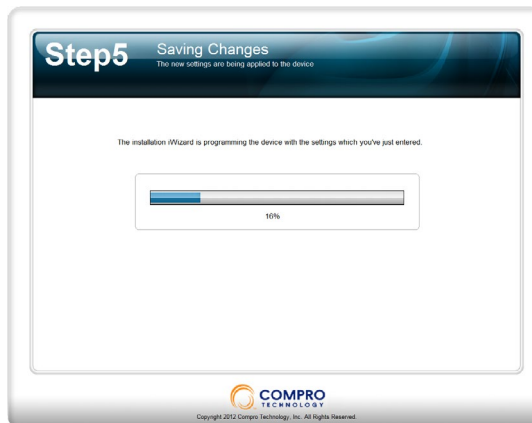 Step5
Saving Changes
The new settings are being applied to the device
The installation iWizard is programming the device with the settings which you've just entered.
16%
COMPRO
TECHNOLOGY
Copyright 2012 Compro Technology, Inc. All Rights Reserved.